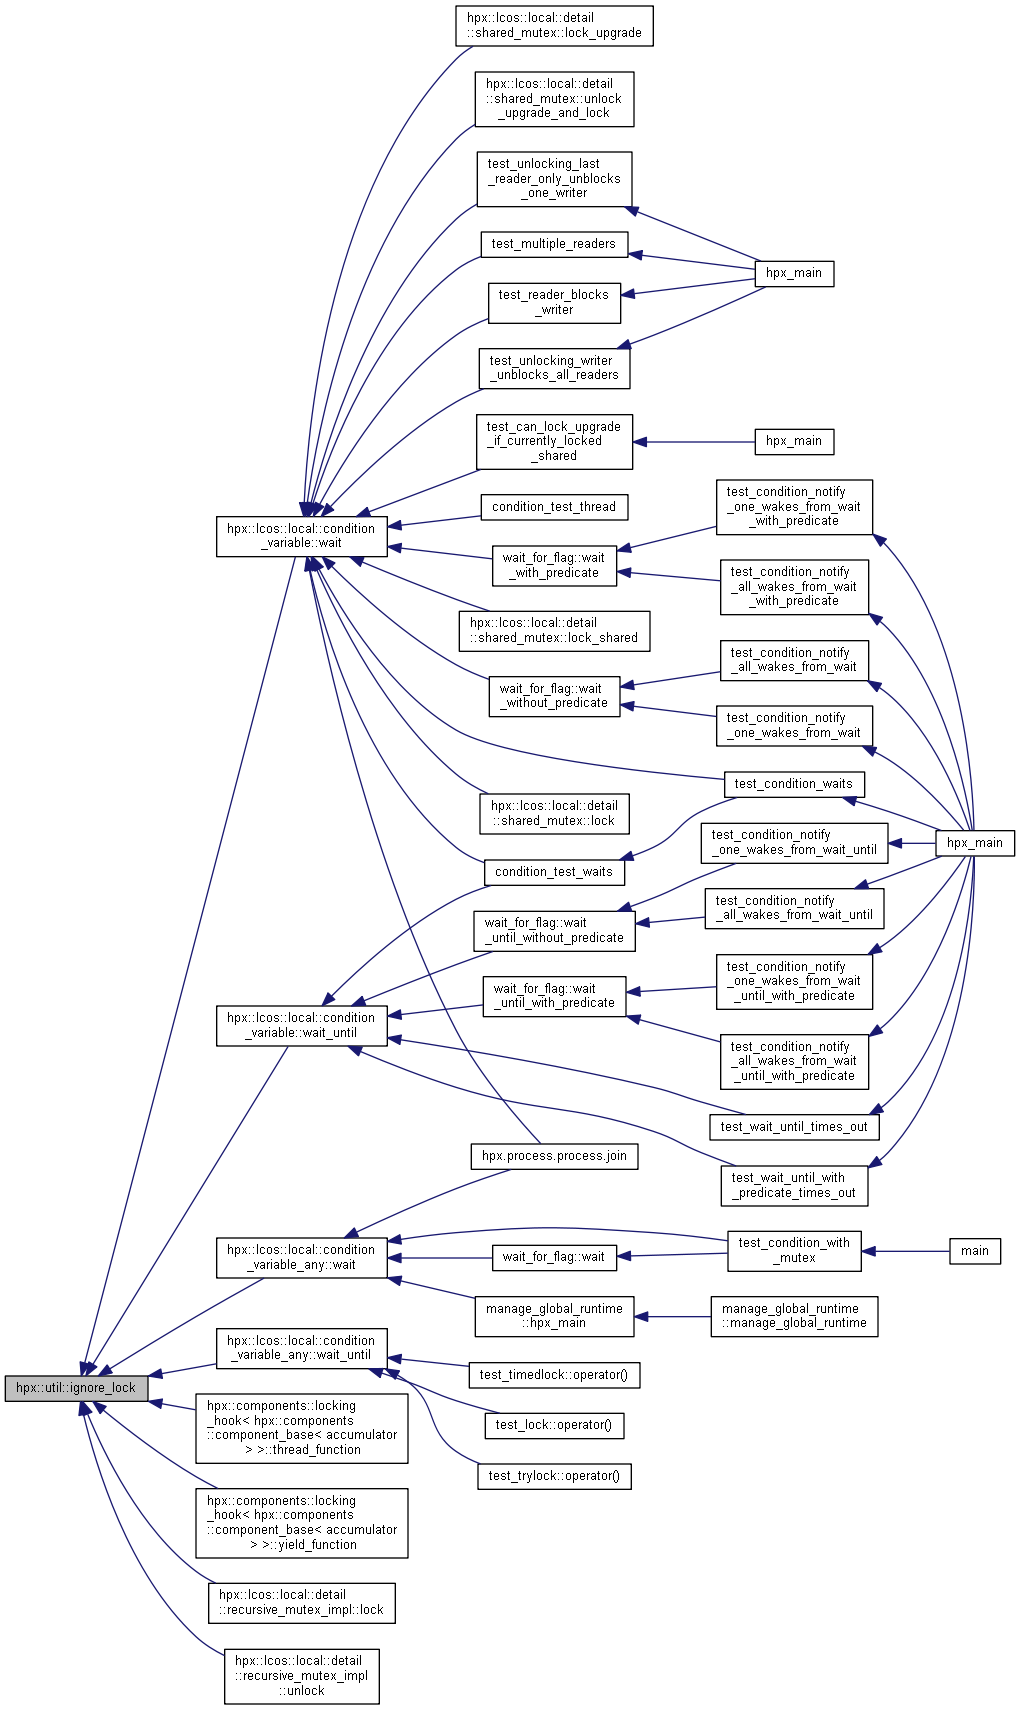 hpx::lcos::local::detail
::shared_mutex::lock_upgrade
hpx::lcos::local::detail
::shared_mutex::unlock
_upgrade_and_lock
test_unlocking_last
_reader_only_unblocks
_one_writer
test_multiple_readers
hpx_main
test_reader_blocks
_writer
test_unlocking_writer
_unblocks_all_readers
test_can_lock_upgrade
_if_currently_locked
_shared
hpx_main
hpx::lcos::local::condition
_variable::wait
condition_test_thread
wait_for_flag::wait
_with_predicate
test_condition_notify
_one_wakes_from_wait
_with_predicate
test_condition_notify
_all_wakes_from_wait
_with_predicate
hpx::lcos::local::detail
::shared_mutex::lock_shared
wait_for_flag::wait
_without_predicate
test_condition_notify
_all_wakes_from_wait
test_condition_notify
_one_wakes_from_wait
test_condition_waits
hpx::lcos::local::detail
::shared_mutex::lock
test_condition_notify
_one_wakes_from_wait_until
hpx_main
condition_test_waits
test_condition_notify
_all_wakes_from_wait_until
wait_for_flag::wait
_until_without_predicate
test_condition_notify
_one_wakes_from_wait
_until_with_predicate
wait_for_flag::wait
_until_with_predicate
hpx::lcos::local::condition
_variable::wait_until
test_condition_notify
_all_wakes_from_wait
_until_with_predicate
test_wait_until_times_out
hpx.process.process.join
test_wait_until_with
_predicate_times_out
hpx::lcos::local::condition
_variable_any::wait
wait_for_flag::wait
test_condition_with
_mutex
main
manage_global_runtime
::hpx_main
manage_global_runtime
::manage_global_runtime
hpx::lcos::local::condition
_variable_any::wait_until
test_timedlock::operator()
hpx::util::ignore_lock
hpx::components::locking
_hook< hpx::components
::component_base< accumulator
> >::thread_function
test_lock::operator()
test_trylock::operator()
hpx::components::locking
_hook< hpx::components
::component_base< accumulator
> >::yield_function
hpx::lcos::local::detail
::recursive_mutex_impl::lock
hpx::lcos::local::detail
::recursive_mutex_impl
::unlock